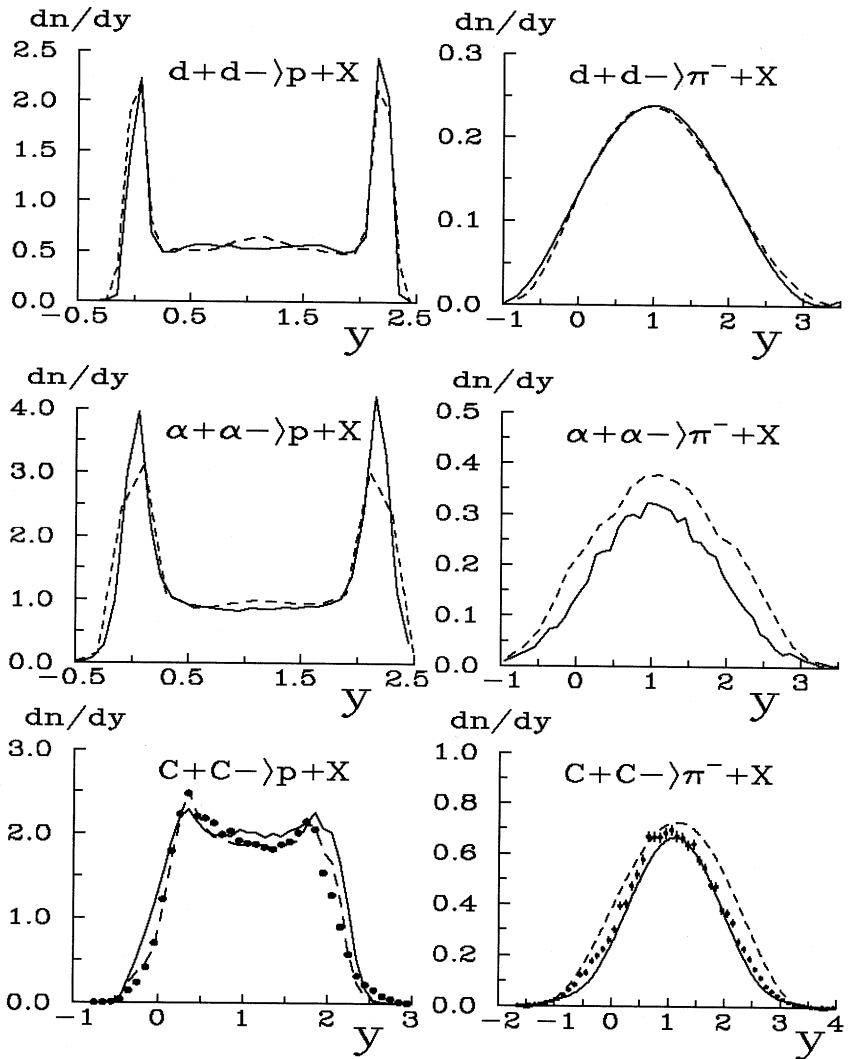 dn/dy
2.5
2.0
1.5
1.0
0.5
0.0
d+d−⟩p+X
−0.5 0.5 1.5 2.5
y
dn/dy
0.3
0.2
0.1
0.0
d+d−⟩π⁻+X
−1 0 1 2 3
y
dn/dy
4.0
3.0
2.0
1.0
0.0
α+α−⟩p+X
−0.5 0.5 1.5 2.5
y
dn/dy
0.5
0.4
0.3
0.2
0.1
0.0
α+α−⟩π⁻+X
−1 0 1 2 3
y
dn/dy
3.0
2.0
1.0
0.0
C+C−⟩p+X
−1 0 1 2 3
y
dn/dy
1.0
0.8
0.6
0.4
0.2
0.0
C+C−⟩π⁻+X
−2 −1 0 1 2 3 4
y